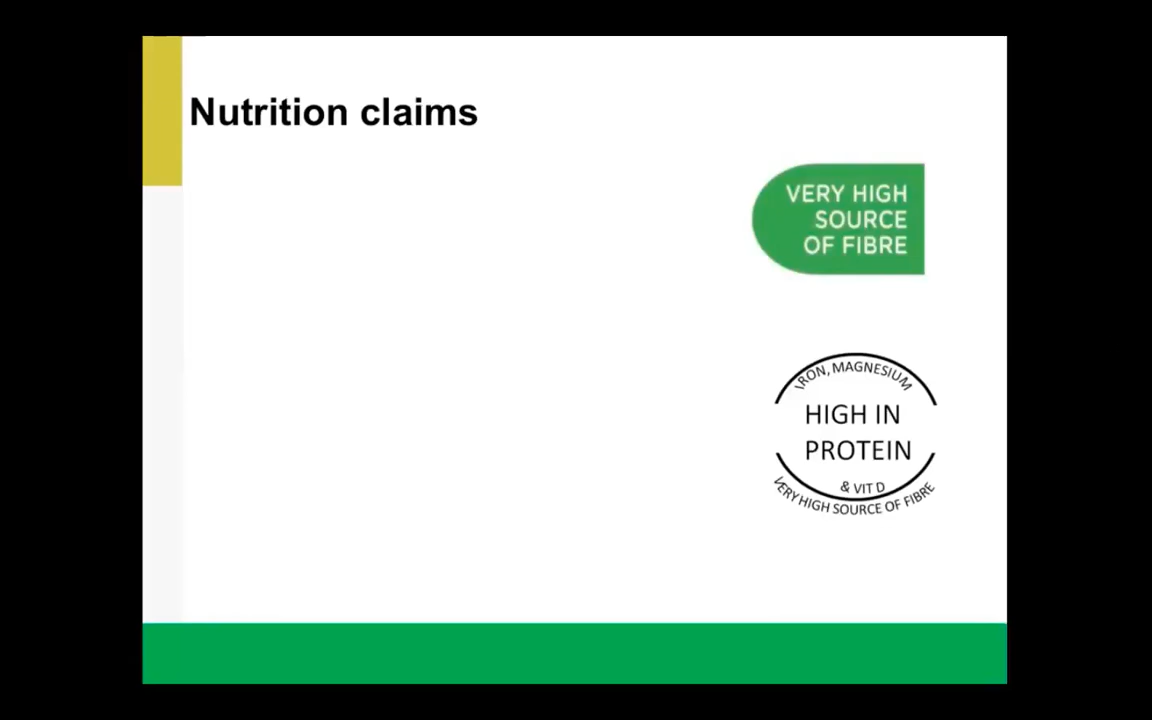 Nutrition claims
VERY HIGH
SOURCE
OF FIBRE
IRON, MAGNESIUM
HIGH IN
PROTEIN
& VIT D
VERY HIGH SOURCE OF FIBRE